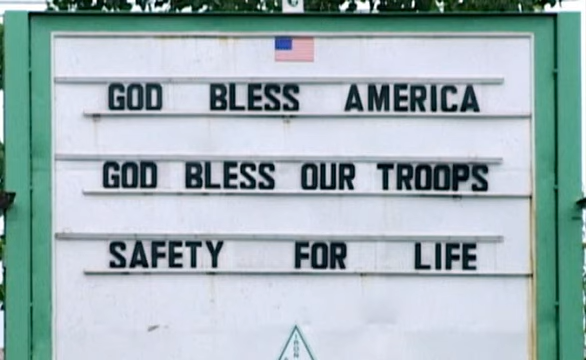 GOD BLESS AMERICA
GOD BLESS OUR TROOPS
SAFETY FOR LIFE